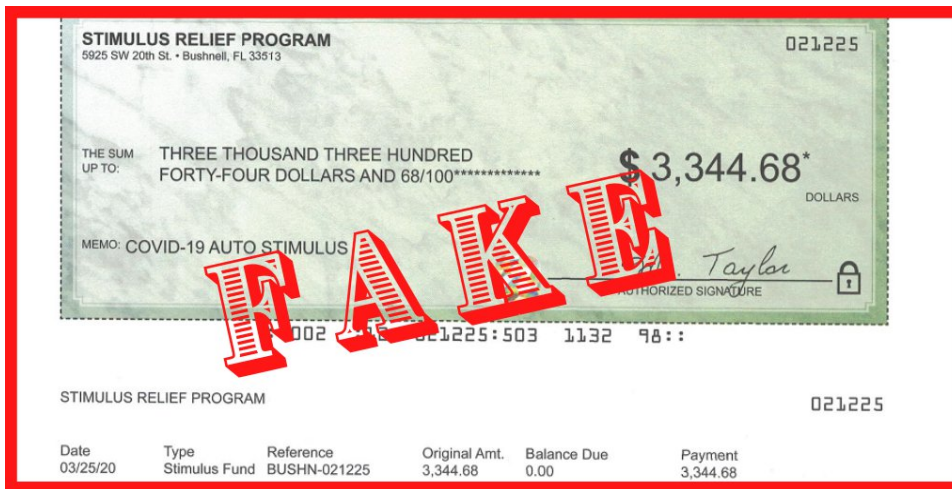 STIMULUS RELIEF PROGRAM
5925 SW 20th St. • Bushnell, FL 33513
021225
THE SUM UP TO:
THREE THOUSAND THREE HUNDRED
FORTY-FOUR DOLLARS AND 68/100*************
$ 3,344.68*
DOLLARS
MEMO: COVID-19 AUTO STIMULUS
Taylor
AUTHORIZED SIGNATURE
FAKE
002 021225:503 1132 98::
STIMULUS RELIEF PROGRAM
021225
Date Type Reference Original Amt. Balance Due Payment
03/25/20 Stimulus Fund BUSHN-021225 3,344.68 0.00 3,344.68